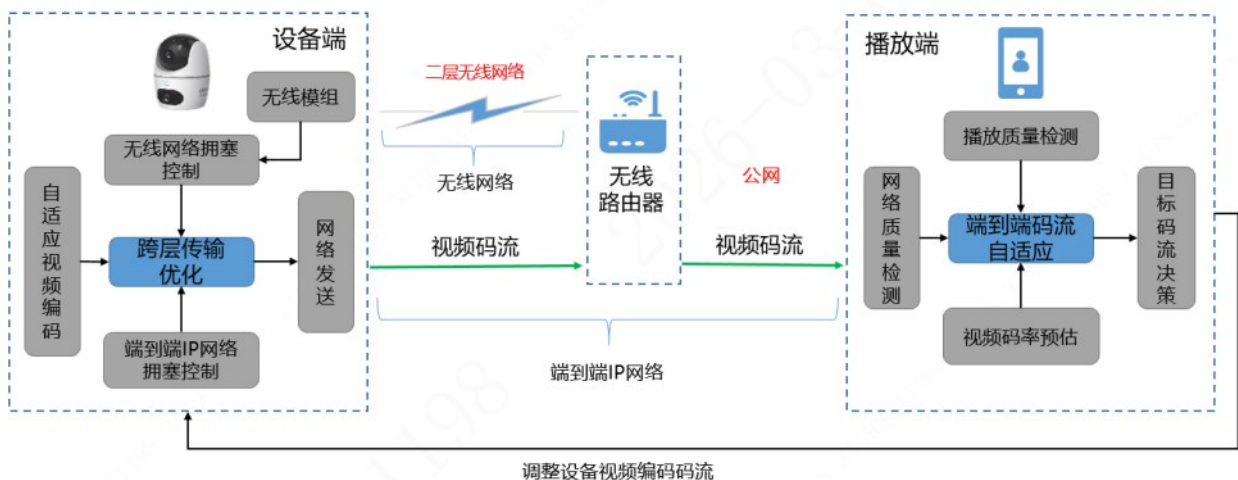 设备端
无线模组
无线网络拥塞
控制
自适应视频编码
跨层传输
优化
网络发送
端到端IP网络
拥塞控制
二层无线网络
无线网络
无线
路由器
公网
视频码流
视频码流
端到端IP网络
播放端
播放质量检测
网络质量检测
端到端码流
自适应
目标码流决策
视频码率预估
调整设备视频编码码流